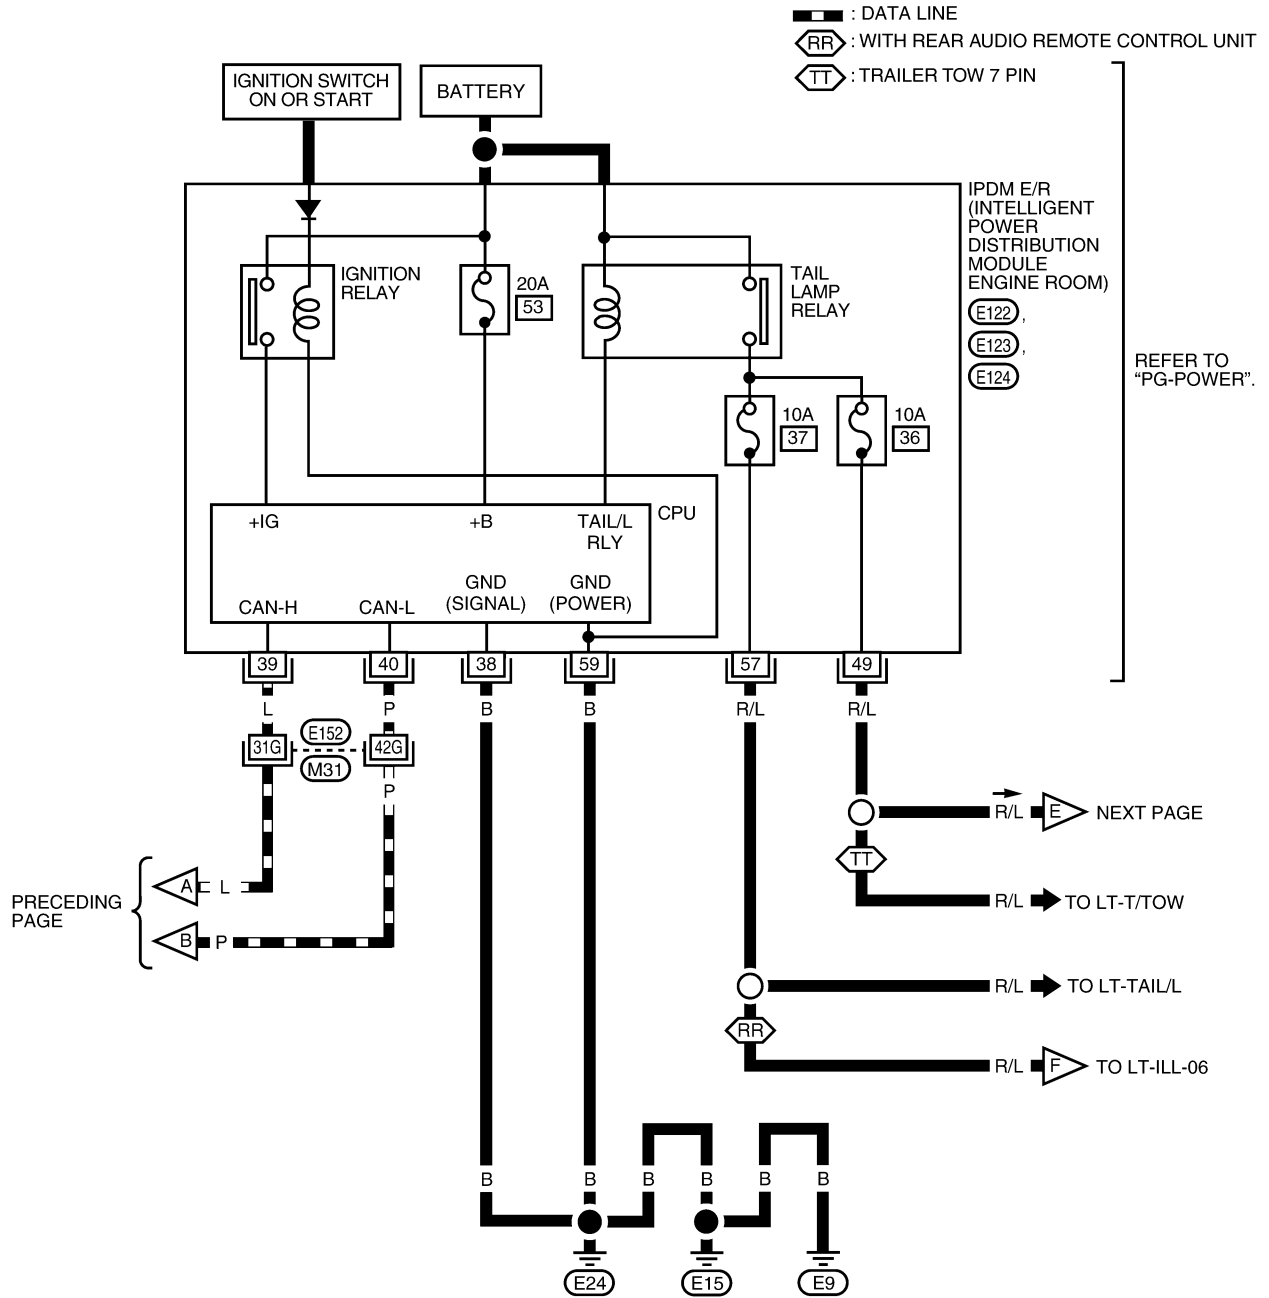 : DATA LINE
RR : WITH REAR AUDIO REMOTE CONTROL UNIT
TT : TRAILER TOW 7 PIN
IGNITION SWITCH
ON OR START
BATTERY
IPDM E/R
(INTELLIGENT
POWER
DISTRIBUTION
MODULE
ENGINE ROOM)
E122 ,
E123 ,
E124
REFER TO
“PG-POWER”.
IGNITION
RELAY
20A
53
TAIL
LAMP
RELAY
10A
37
10A
36
CPU
+IG
+B
TAIL/L
RLY
CAN-H
CAN-L
GND
(SIGNAL)
GND
(POWER)
39
40
38
59
57
49
L
P
B
B
R/L
R/L
31G
E152
M31
42G
P
R/L
E
NEXT PAGE
TT
PRECEDING
PAGE
A
L
B
P
R/L
TO LT-T/TOW
R/L
TO LT-TAIL/L
RR
R/L
F
TO LT-ILL-06
B
B
B
B
B
B
E24
E15
E9